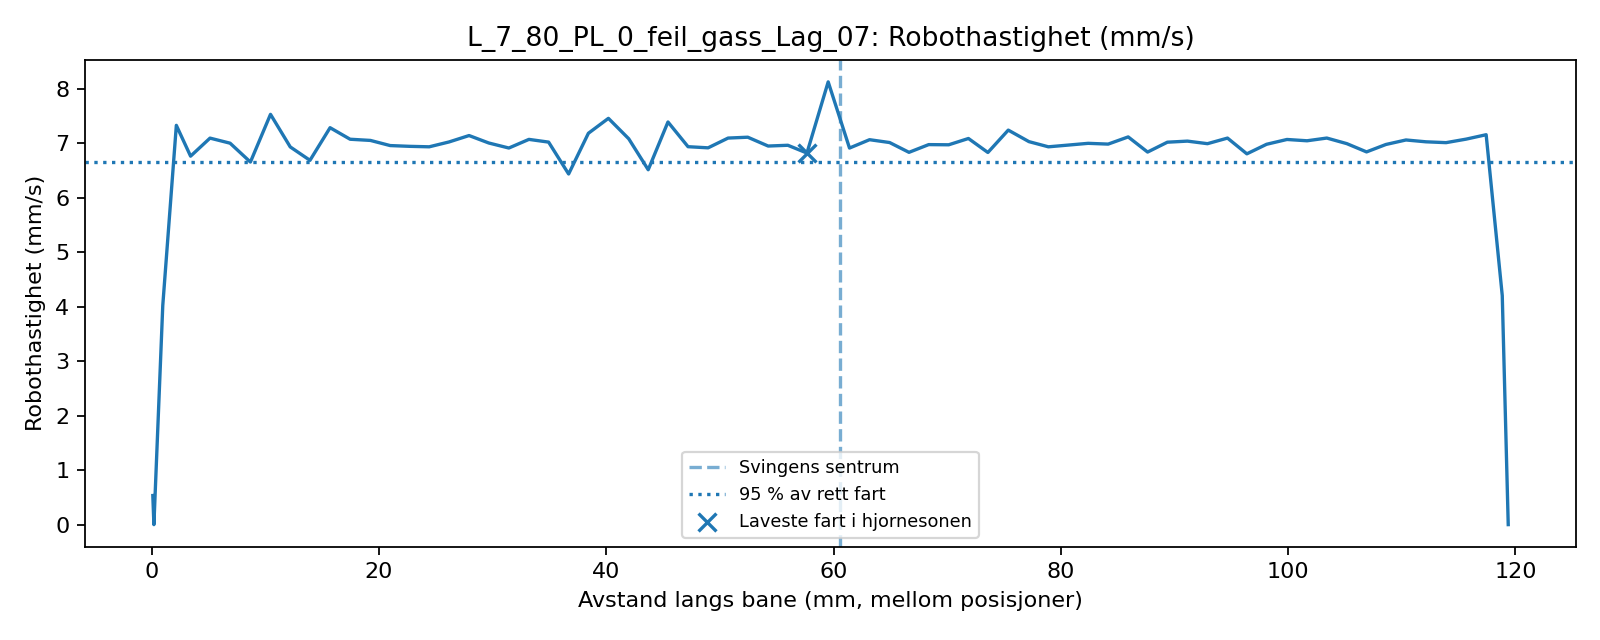 L_7_80_PL_0_feil_gass_Lag_07: Robothastighet (mm/s)
Robothastighet (mm/s)
8
7
6
5
4
3
2
1
0
Svingens sentrum
95 % av rett fart
Laveste fart i hjornesonen
0 20 40 60 80 100 120
Avstand langs bane (mm, mellom posisjoner)